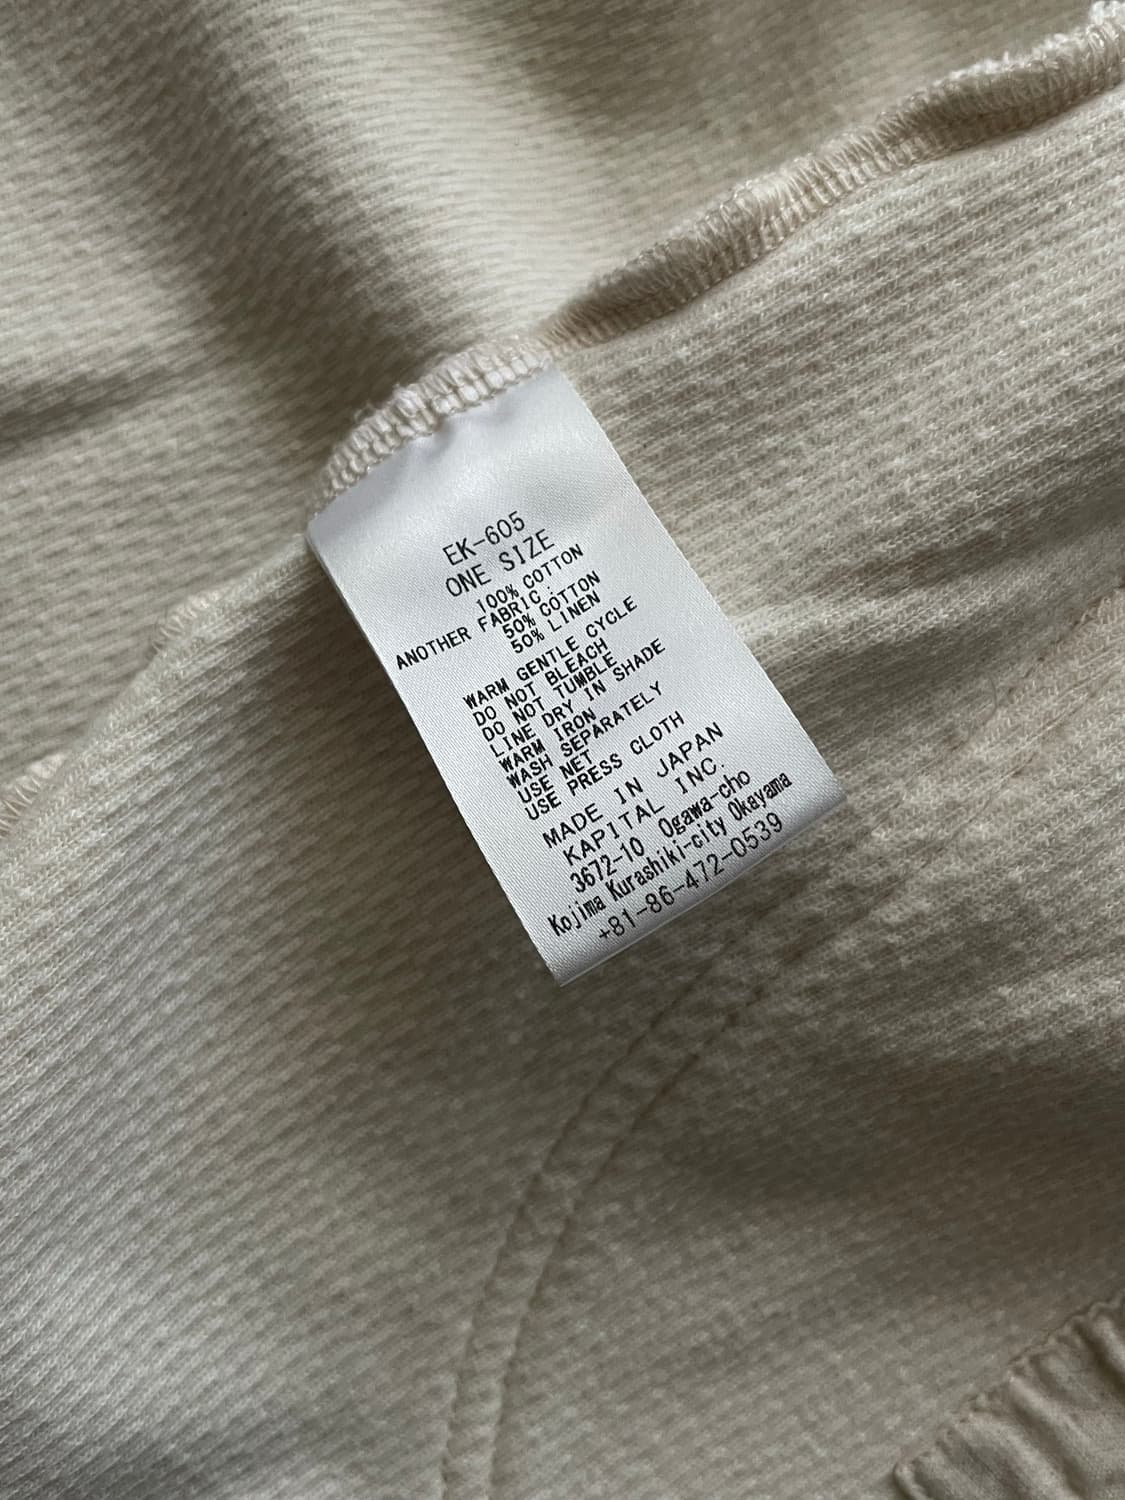 EK-605
ONE SIZE
100% COTTON
ANOTHER FABRIC :
50% COTTON
50% LINEN
WARM GENTLE CYCLE
DO NOT BLEACH
DO NOT TUMBLE
LINE DRY IN SHADE
WARM IRON
WASH SEPARATELY
USE NET
USE PRESS CLOTH
MADE IN JAPAN
KAPITAL INC.
3672-10 Ogawa-cho
Kojima Kurashiki-city Okayama
+81-86-472-0539